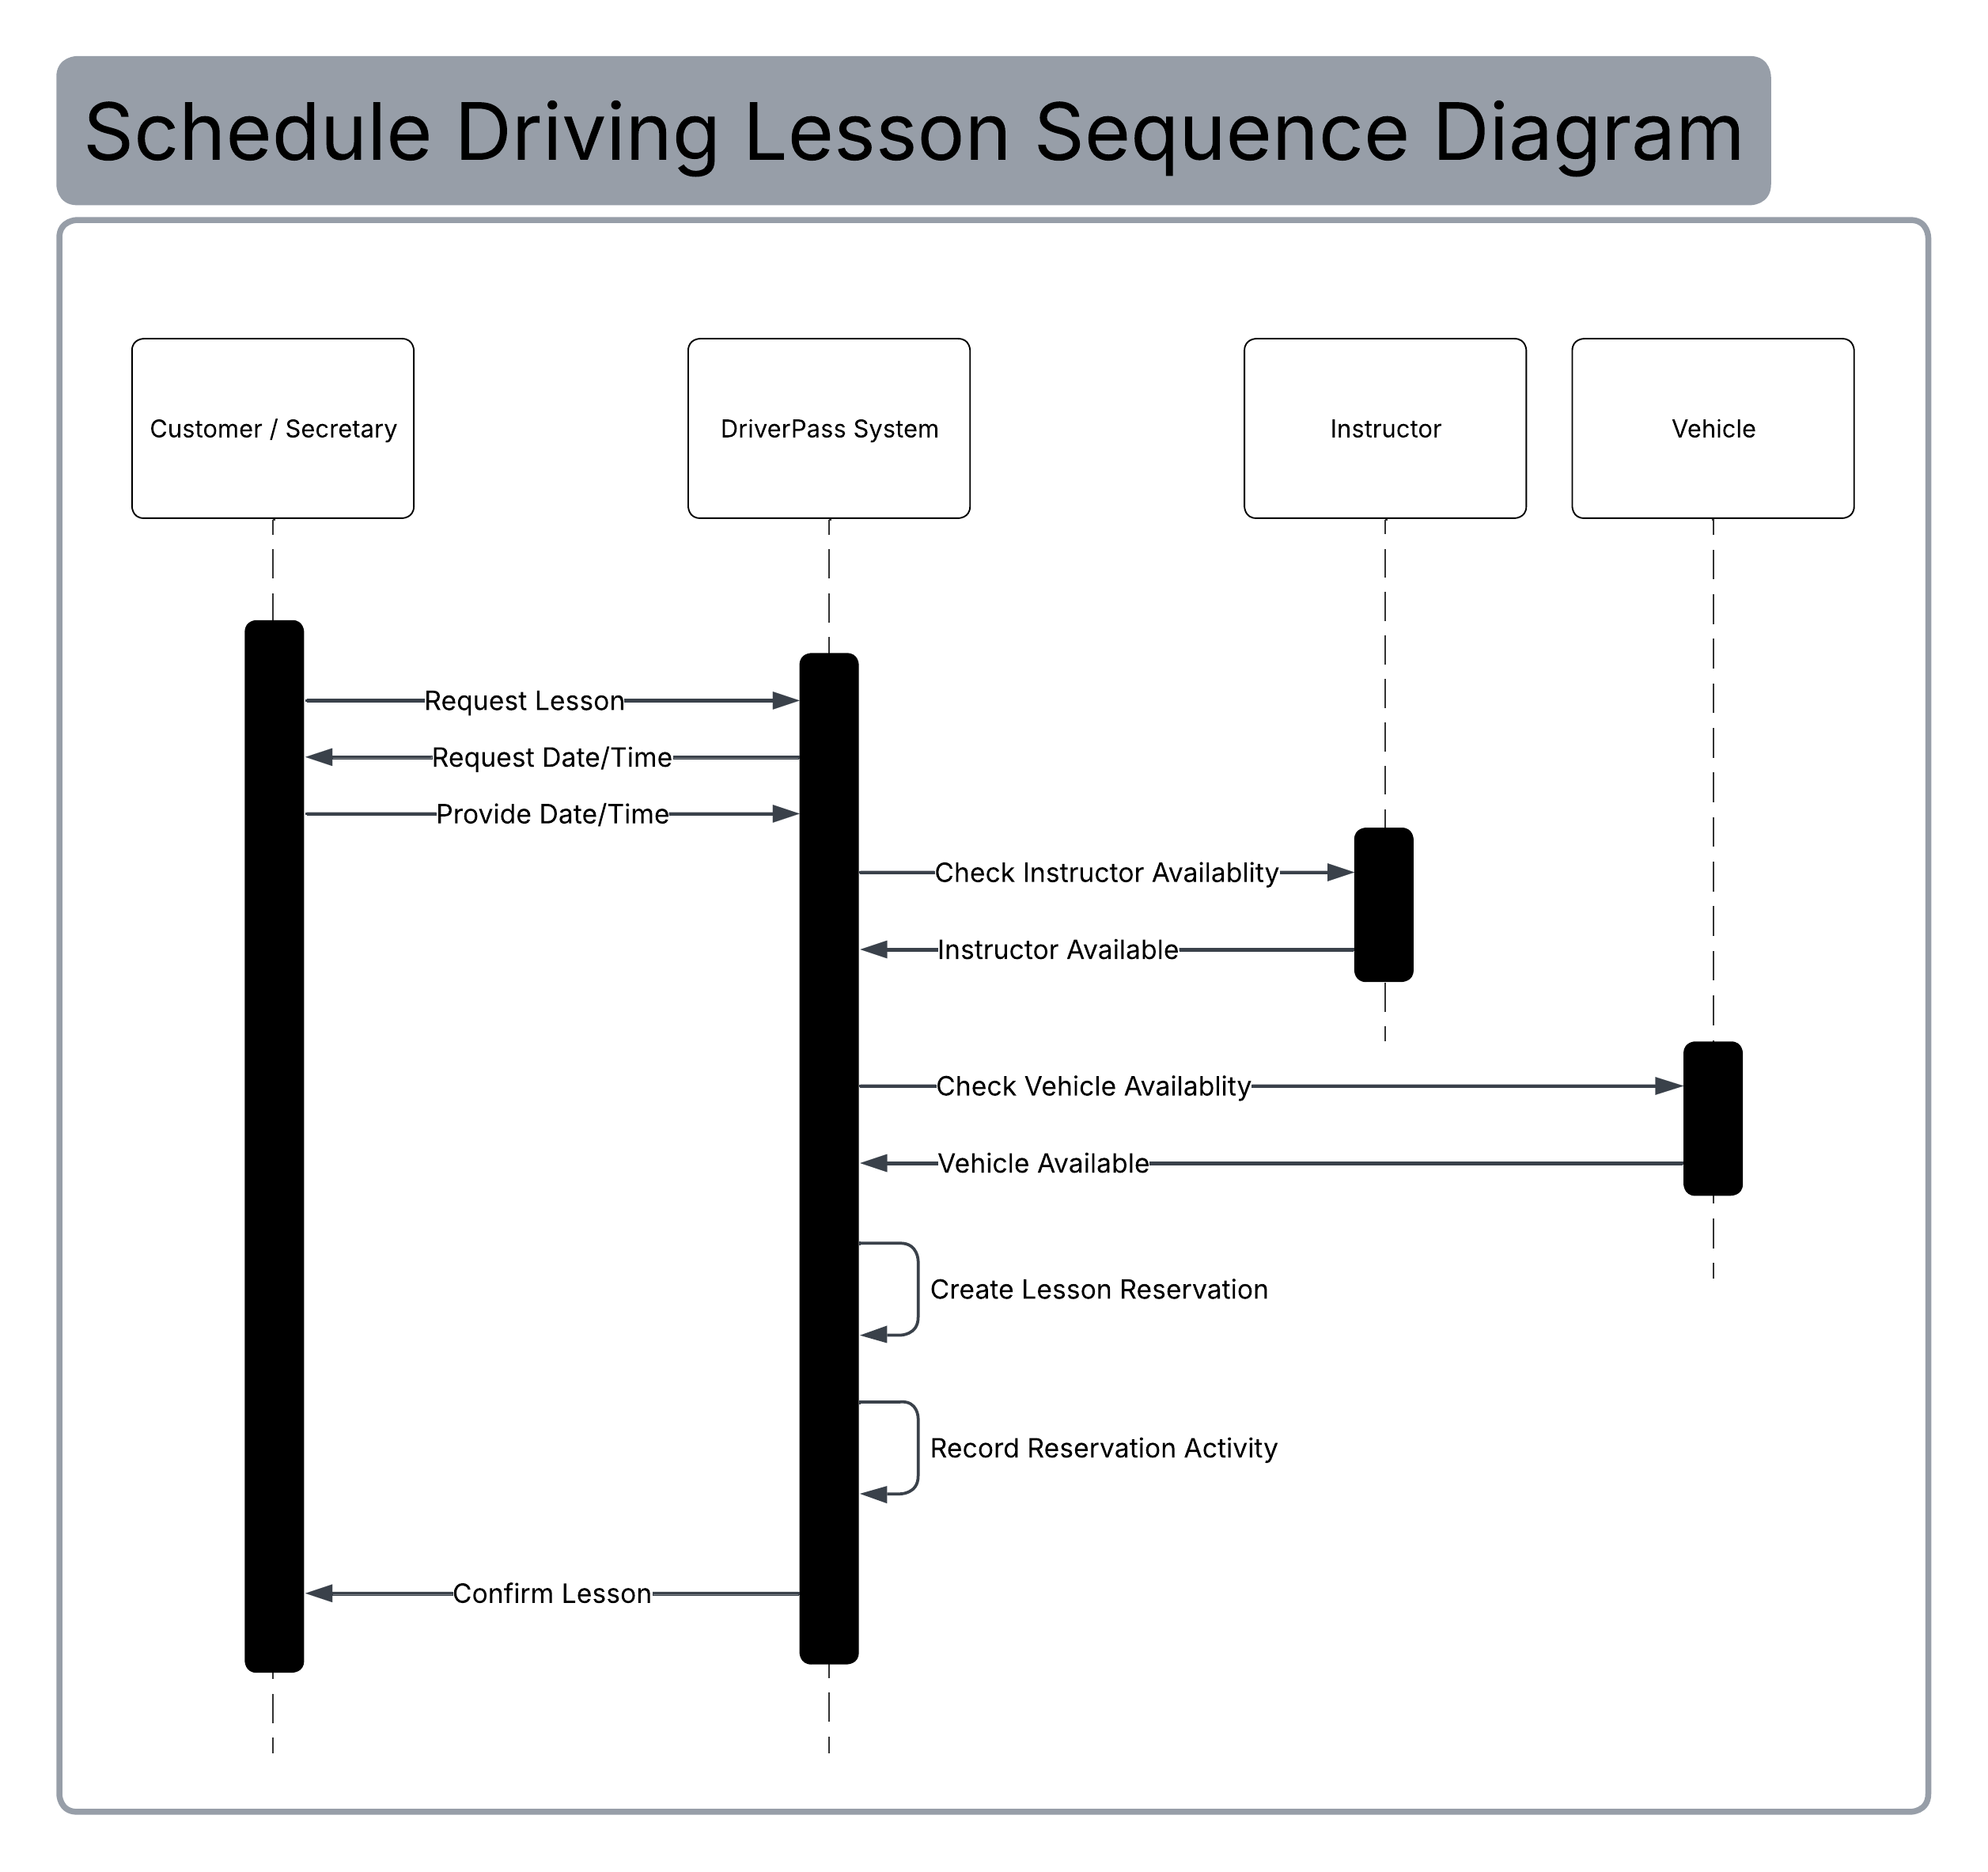 Schedule Driving Lesson Sequence Diagram
Customer / Secretary
DriverPass System
Instructor
Vehicle
Request Lesson
Request Date/Time
Provide Date/Time
Check Instructor Availablity
Instructor Available
Check Vehicle Availablity
Vehicle Available
Create Lesson Reservation
Record Reservation Activity
Confirm Lesson